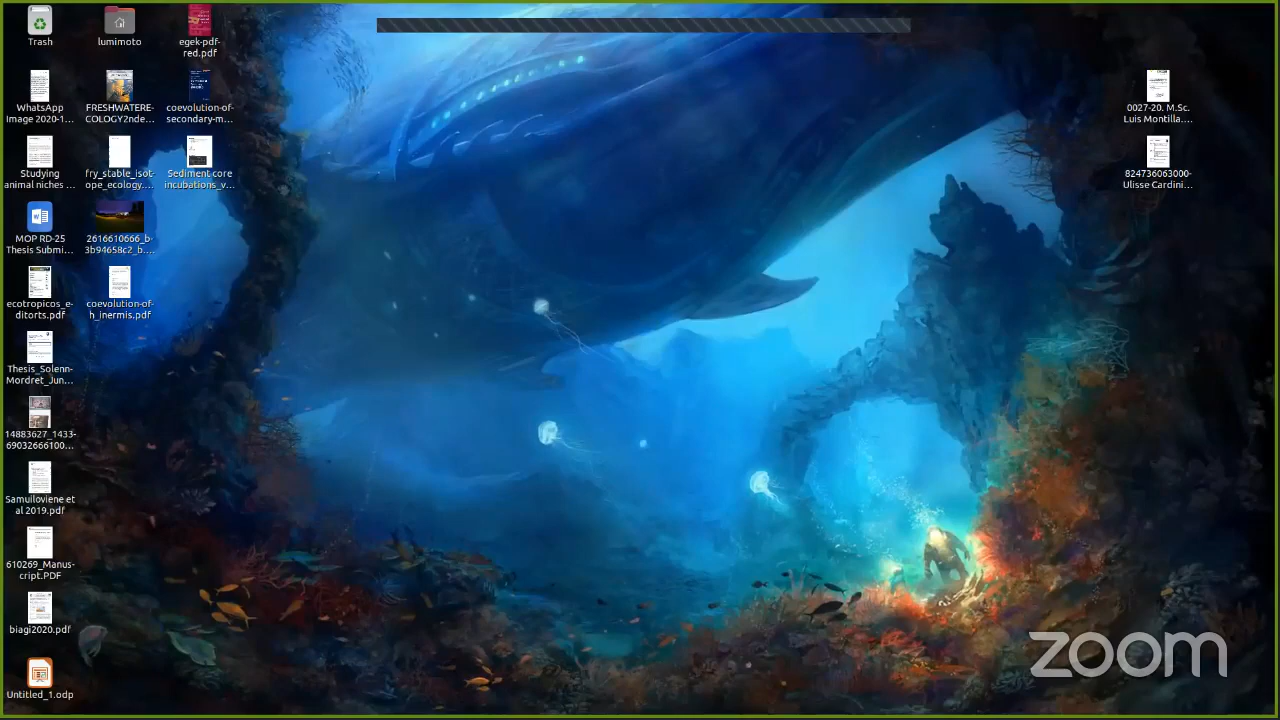 Trash
lumimoto
egek-pdf-
red.pdf
WhatsApp
Image 2020-1...
FRESHWATERE-
COLOGY2nde...
coevolution-of-
secondary-m...
Studying
animal niches ...
fry_stable_isot-
ope_ecology....
Sediment core
incubations_v...
MOP RD-25
Thesis Submi...
2616610666_b-
3b94658c2_b....
ecotropicos_e-
ditorts.pdf
coevolution-of-
h_inermis.pdf
Thesis_Solenn-
Mordret_Jun...
14883627_1433-
69032666100...
Samuiloviene et
al 2019.pdf
610269_Manus-
cript.PDF
biagi2020.pdf
Untitled_1.odp
0027-20. M.Sc.
Luis Montilla....
824736063000-
Ulisse Cardini...
zoom